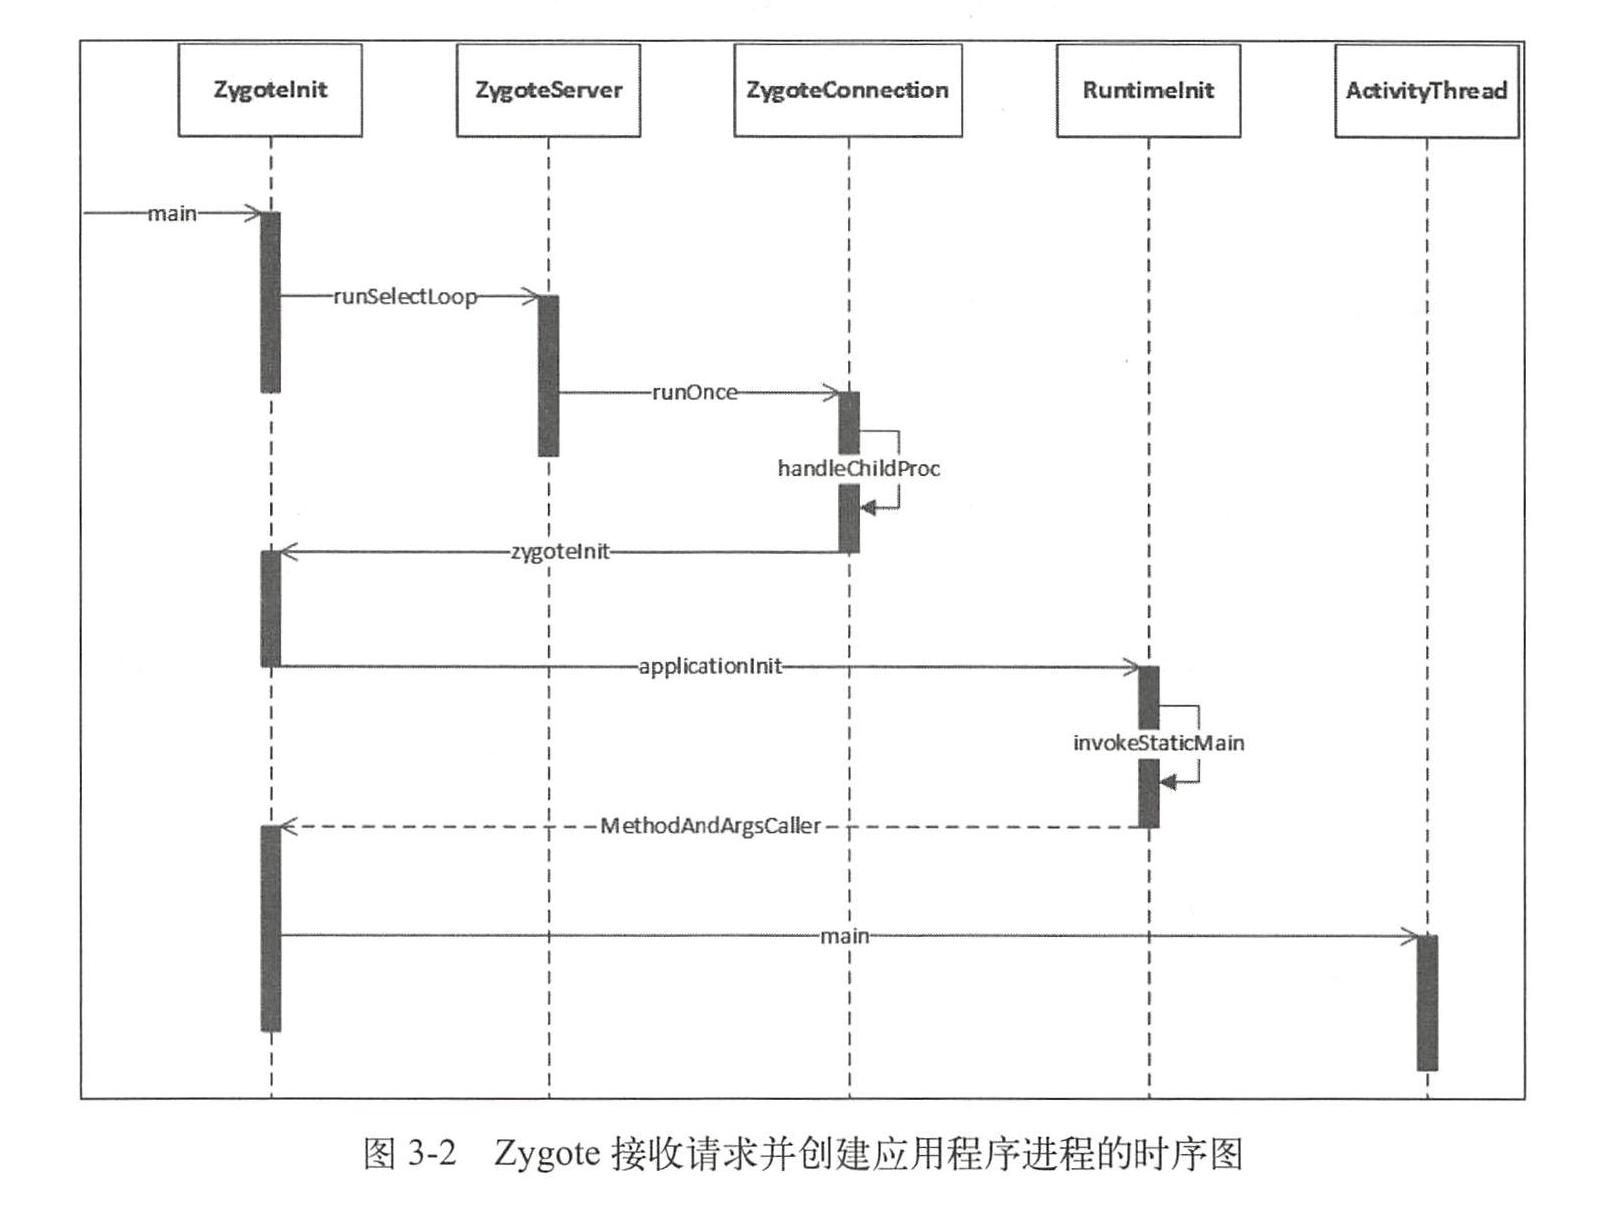 ZygoteInit ZygoteServer ZygoteConnection RuntimeInit ActivityThread
main
runSelectLoop
runOnce
handleChildProc
zygoteInit
applicationInit
invokeStaticMain
MethodAndArgsCaller
main
图 3-2 Zygote 接收请求并创建应用程序进程的时序图